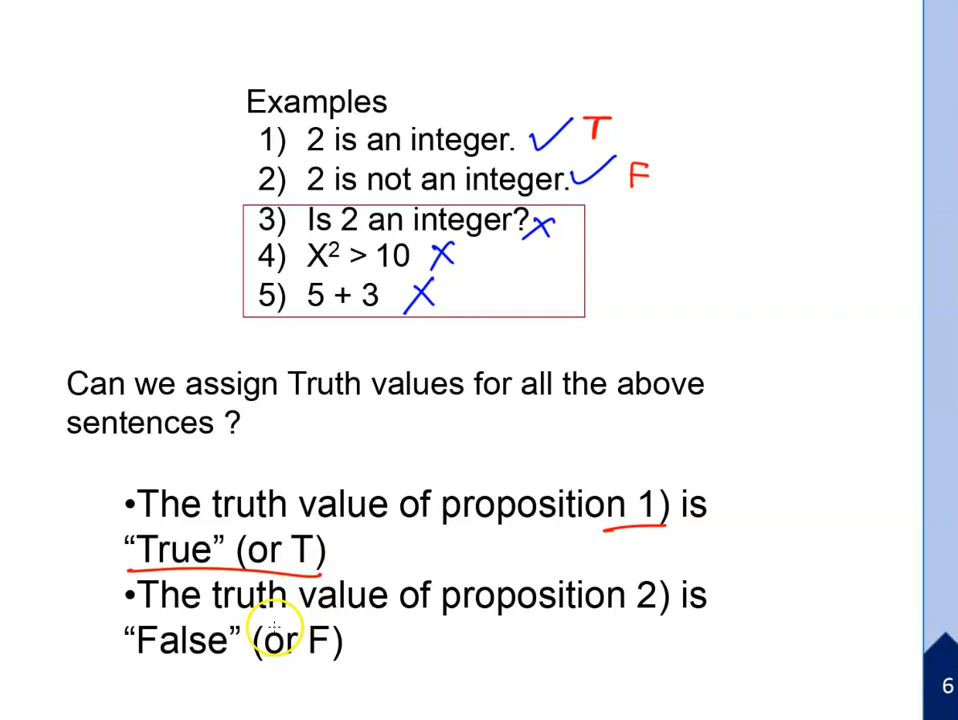 Examples
1) 2 is an integer. ✓ T
2) 2 is not an integer. ✓ F
3) Is 2 an integer? x
4) X² > 10 x
5) 5 + 3 x
Can we assign Truth values for all the above
sentences ?
•The truth value of proposition 1) is
“True” (or T)
•The truth value of proposition 2) is
“False” (or F)
6